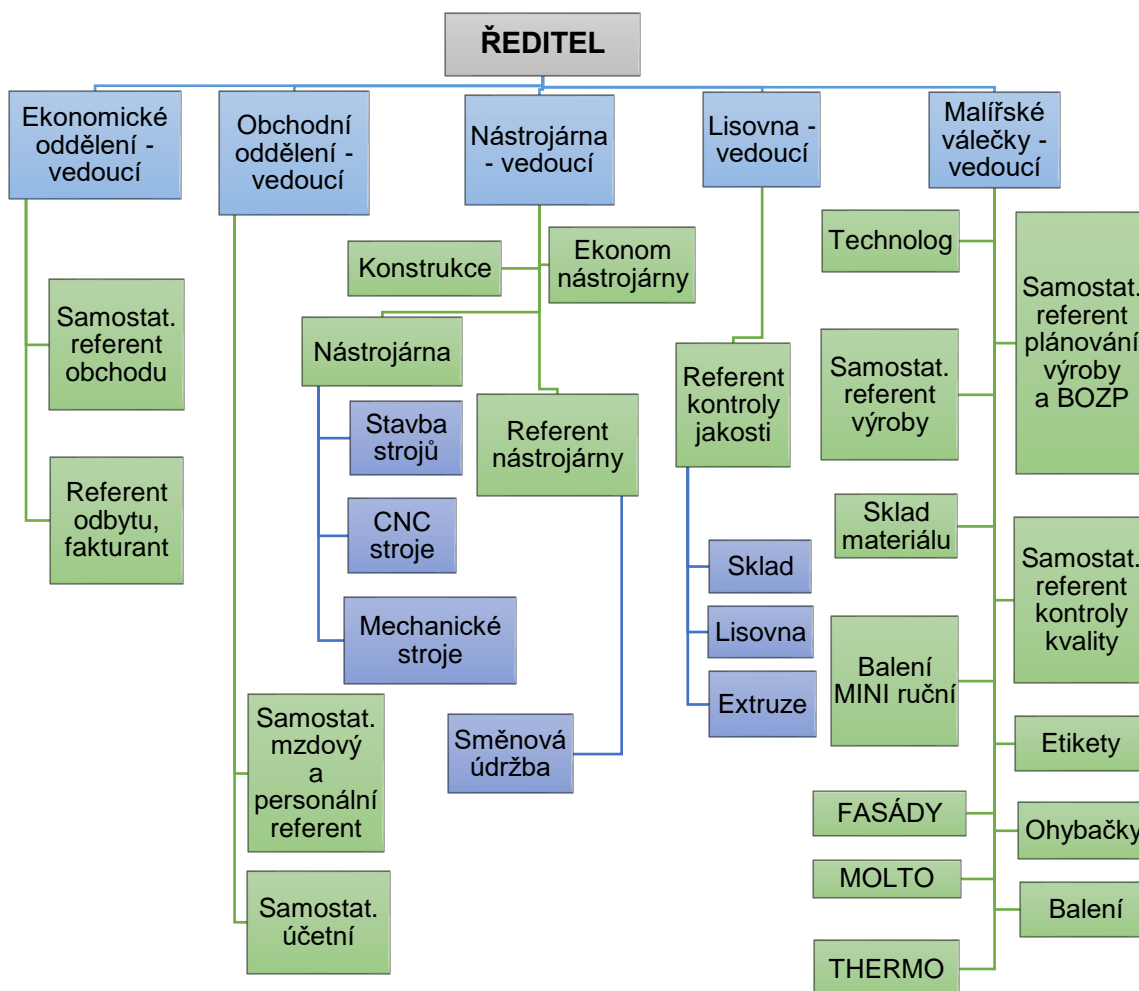 ŘEDITEL
Ekonomické
oddělení -
vedoucí
Obchodní
oddělení -
vedoucí
Nástrojárna
- vedoucí
Lisovna -
vedoucí
Malířské
válečky -
vedoucí
Samostat.
referent
obchodu
Referent
odbytu,
fakturant
Samostat.
mzdový
a
personální
referent
Samostat.
účetní
Konstrukce
Ekonom
nástrojárny
Nástrojárna
Stavba
strojů
CNC
stroje
Mechanické
stroje
Referent
nástrojárny
Směnová
údržba
Referent
kontroly
jakosti
Sklad
Lisovna
Extruze
Technolog
Samostat.
referent
plánování
výroby
a BOZP
Samostat.
referent
výroby
Sklad
materiálu
Samostat.
referent
kontroly
kvality
Balení
MINI ruční
Etikety
FASÁDY
Ohybačky
MOLTO
Balení
THERMO